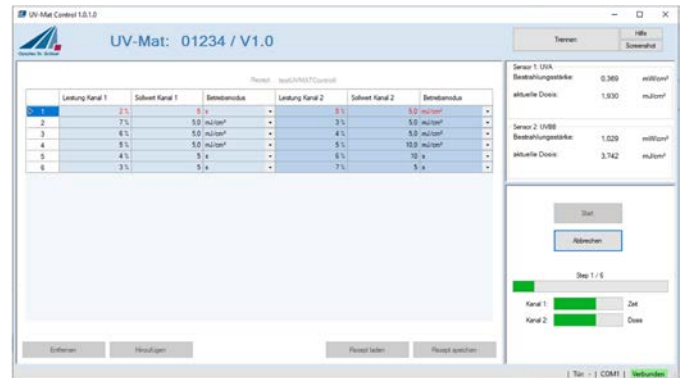 UV-Mat Control 1.0.1.0
UV-Mat: 01234 / V1.0
Trennen
Hilfe
Screenshot
Rezept testUVMATControl
Leistung Kanal 1 Sollwert Kanal 1 Betriebsmodus Leistung Kanal 2 Sollwert Kanal 2 Betriebsmodus
1 2 % 5 s 8 % 5,0 mJ/cm²
2 7 % 5,0 mJ/cm² 3 % 5,0 mJ/cm²
3 6 % 5,0 mJ/cm² 4 % 5,0 mJ/cm²
4 5 % 5,0 mJ/cm² 5 % 10,0 mJ/cm²
5 4 % 5 s 6 % 10 s
6 3 % 5 s 7 % 5 s
Entfernen
Hinzufügen
Rezept laden
Rezept speichern
Sensor 1: UVA
Bestrahlungsstärke: 0,369 mW/cm²
aktuelle Dosis: 1,930 mJ/cm²
Sensor 2: UVBB
Bestrahlungsstärke: 1,029 mW/cm²
aktuelle Dosis: 3,742 mJ/cm²
Start
Abbrechen
Step 1 / 6
Kanal 1: Zeit
Kanal 2: Dosis
| Tür: - | COM1 | Verbunden